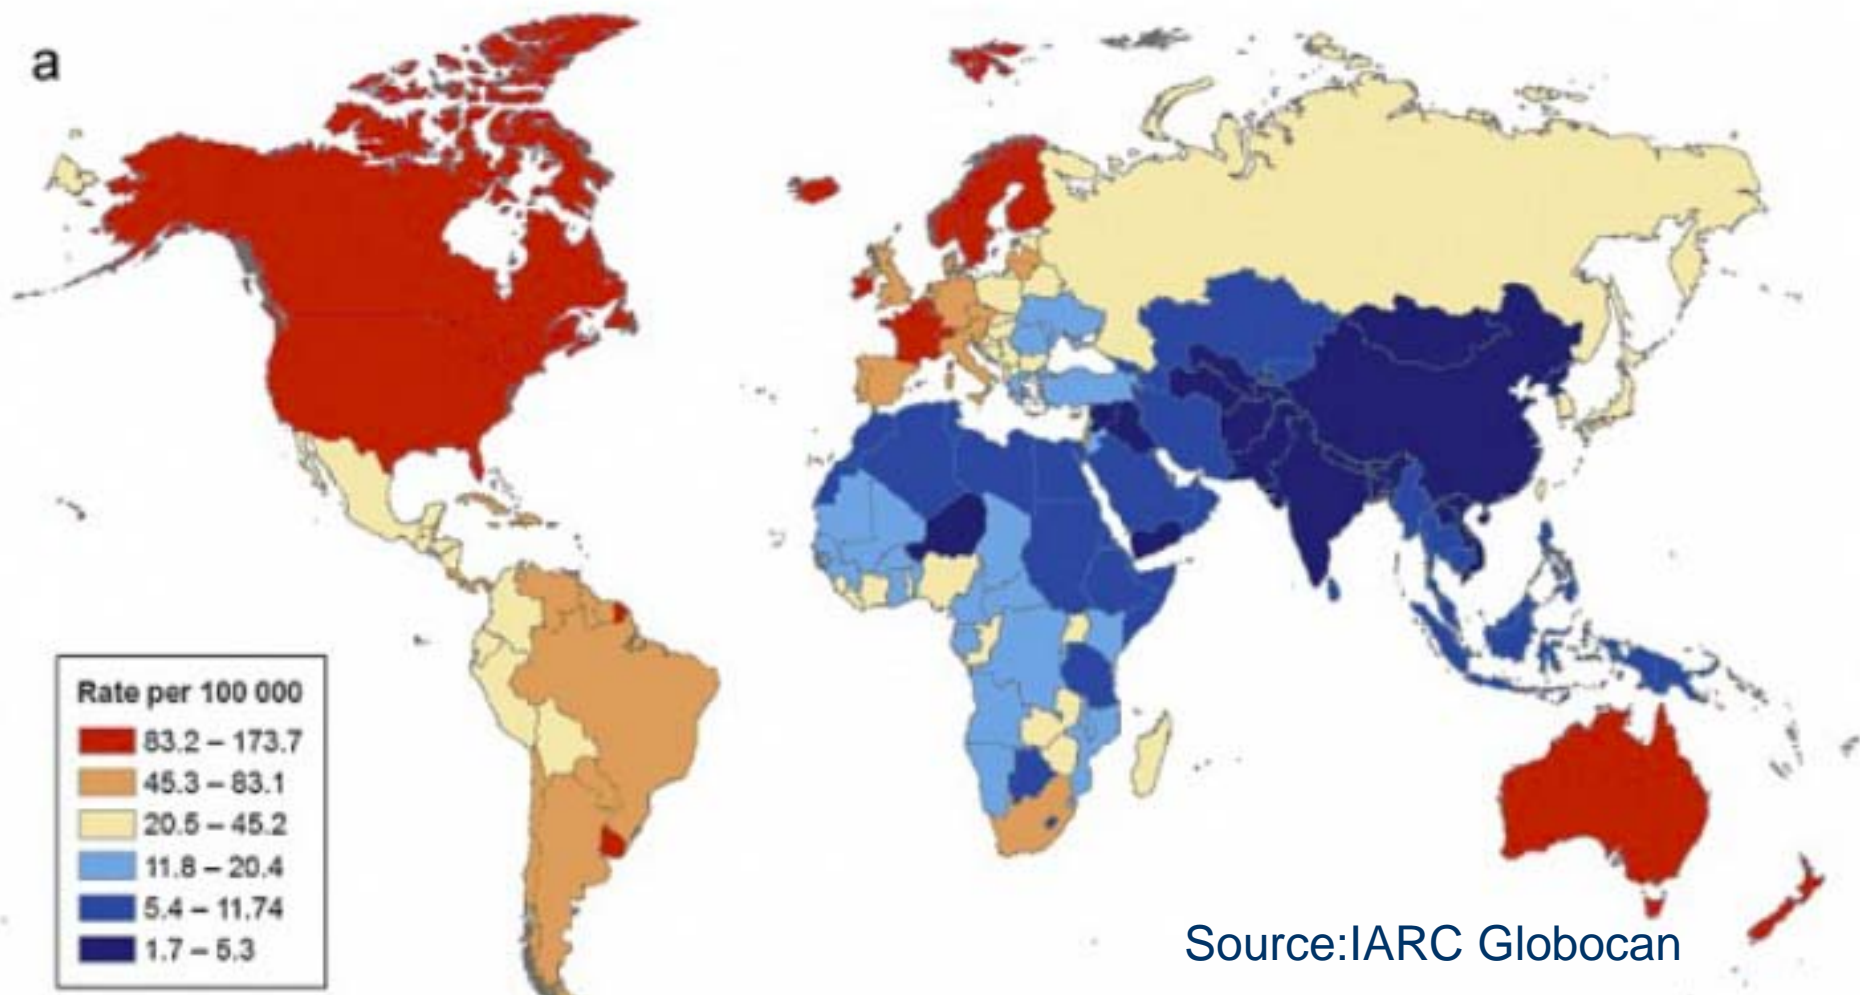 a
Rate per 100 000
83.2 – 173.7
45.3 – 83.1
20.5 – 45.2
11.8 – 20.4
5.4 – 11.74
1.7 – 5.3
Source:IARC Globocan